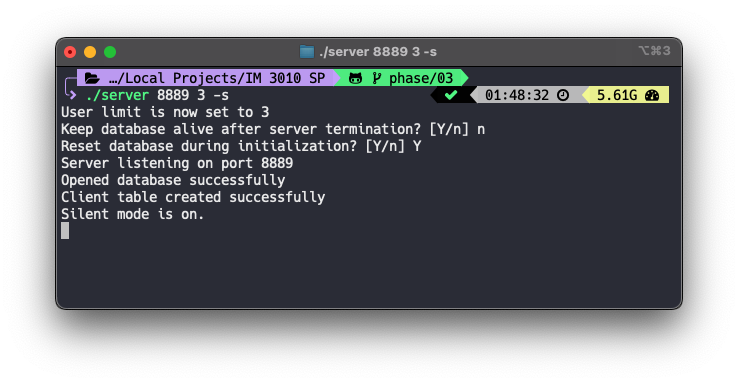 ./server 8889 3 -s
⌥⌘3
…/Local Projects/IM 3010 SP phase/03
./server 8889 3 -s 01:48:32 5.61G
User limit is now set to 3
Keep database alive after server termination? [Y/n] n
Reset database during initialization? [Y/n] Y
Server listening on port 8889
Opened database successfully
Client table created successfully
Silent mode is on.